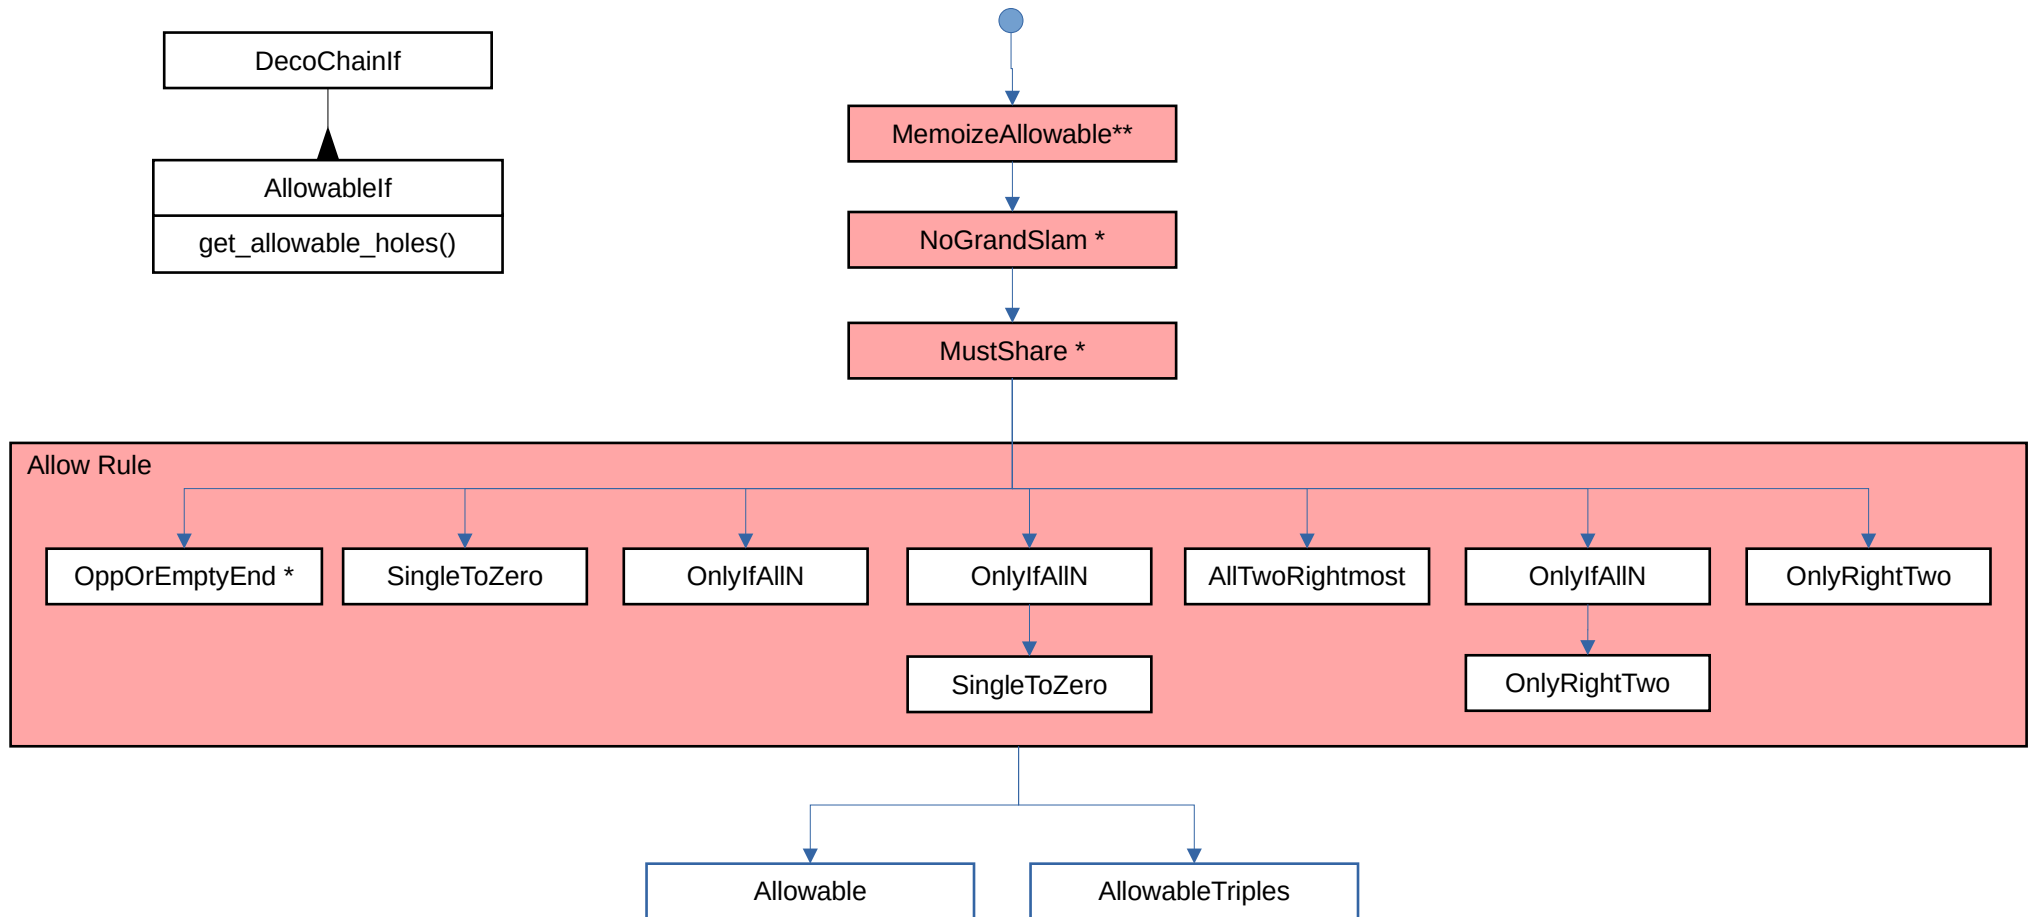 DecoChainIf
AllowableIf
get_allowable_holes()
MemoizeAllowable**
NoGrandSlam *
MustShare *
Allow Rule
OppOrEmptyEnd *
SingleToZero
OnlyIfAllN
OnlyIfAllN
AllTwoRightmost
OnlyIfAllN
OnlyRightTwo
SingleToZero
OnlyRightTwo
Allowable
AllowableTriples